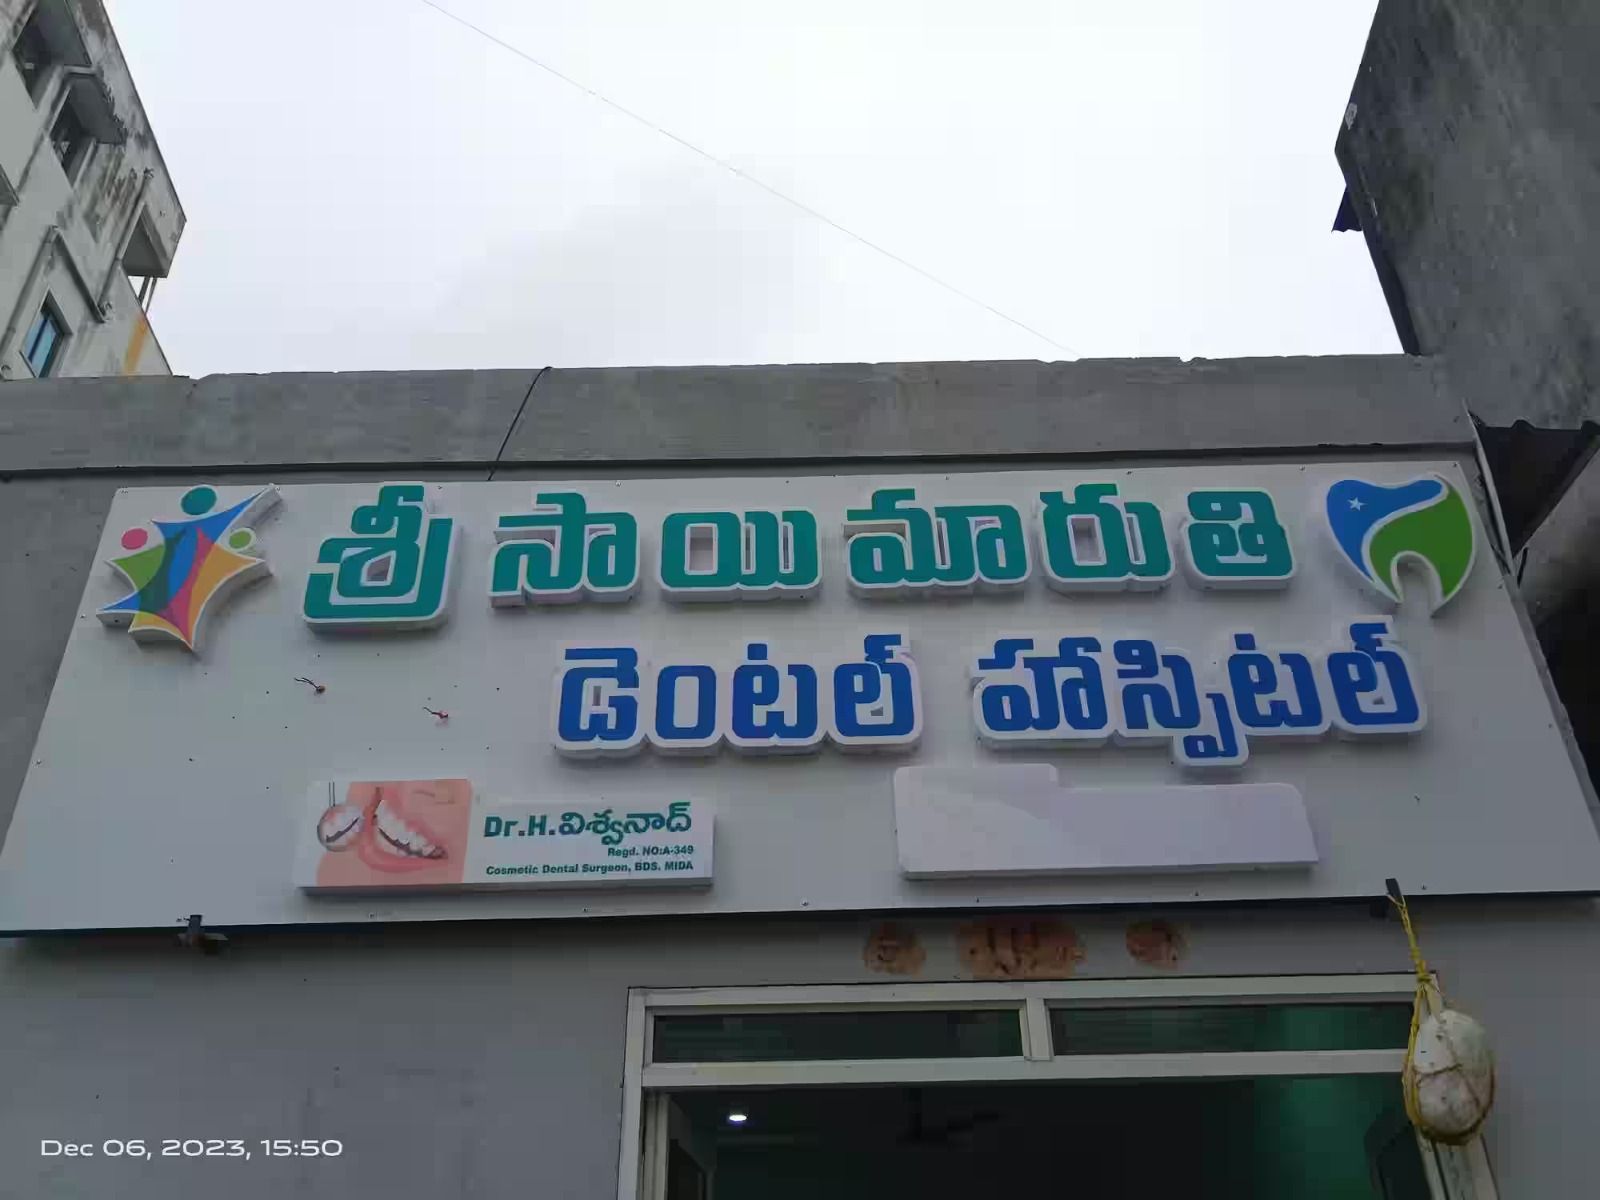 శ్రీ సాయి మారుతి
డెంటల్ హాస్పిటల్
Dr.H.విశ్వనాద్
Regd. NO:A-349
Cosmetic Dental Surgeon, BDS. MIDA
Dec 06, 2023, 15:50